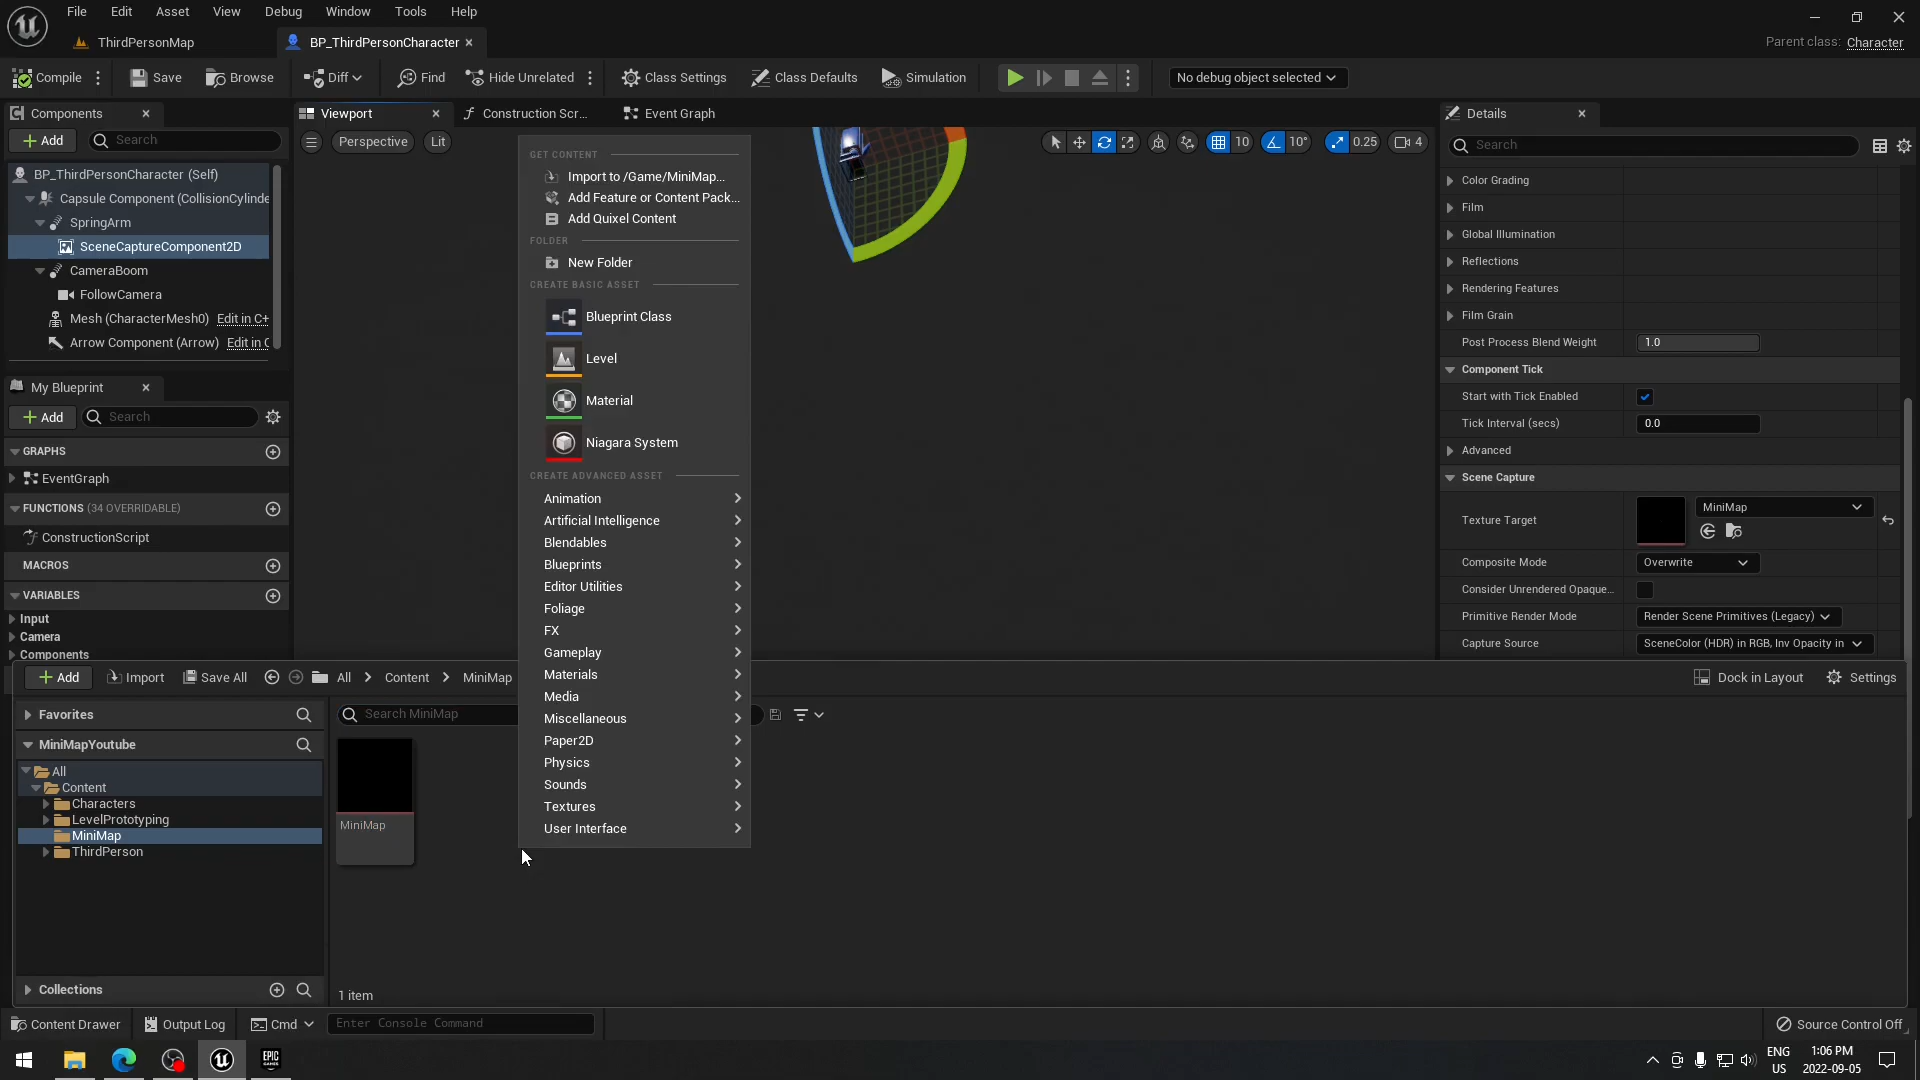 File Edit Asset View Debug Window Tools Help
ThirdPersonMap
BP_ThirdPersonCharacter
Parent class: Character
Compile Save Browse Diff Find Hide Unrelated Class Settings Class Defaults Simulation No debug object selected
Components
Viewport
Construction Scr...
Event Graph
Details
Add
Search
Perspective
Lit
10
10°
0.25
4
Search
BP_ThirdPersonCharacter (Self)
Capsule Component (CollisionCylinde
SpringArm
SceneCaptureComponent2D
CameraBoom
FollowCamera
Mesh (CharacterMesh0) Edit in C+
Arrow Component (Arrow) Edit in C
My Blueprint
Add
Search
GRAPHS
EventGraph
FUNCTIONS (34 OVERRIDABLE)
ConstructionScript
MACROS
VARIABLES
Input
Camera
Components
GET CONTENT
Import to /Game/MiniMap...
Add Feature or Content Pack...
Add Quixel Content
FOLDER
New Folder
CREATE BASIC ASSET
Blueprint Class
Level
Material
Niagara System
CREATE ADVANCED ASSET
Animation
Artificial Intelligence
Blendables
Blueprints
Editor Utilities
Foliage
FX
Gameplay
Materials
Media
Miscellaneous
Paper2D
Physics
Sounds
Textures
User Interface
Color Grading
Film
Global Illumination
Reflections
Rendering Features
Film Grain
Post Process Blend Weight 1.0
Component Tick
Start with Tick Enabled
Tick Interval (secs) 0.0
Advanced
Scene Capture
Texture Target MiniMap
Composite Mode Overwrite
Consider Unrendered Opaque...
Primitive Render Mode Render Scene Primitives (Legacy)
Capture Source SceneColor (HDR) in RGB, Inv Opacity in
Add Import Save All All Content MiniMap
Dock in Layout Settings
Favorites
Search MiniMap
MiniMapYoutube
All
Content
Characters
LevelPrototyping
MiniMap
ThirdPerson
MiniMap
Collections
1 item
Content Drawer Output Log Cmd Enter Console Command Source Control Off
EPIC GAMES
ENG
US
1:06 PM
2022-09-05